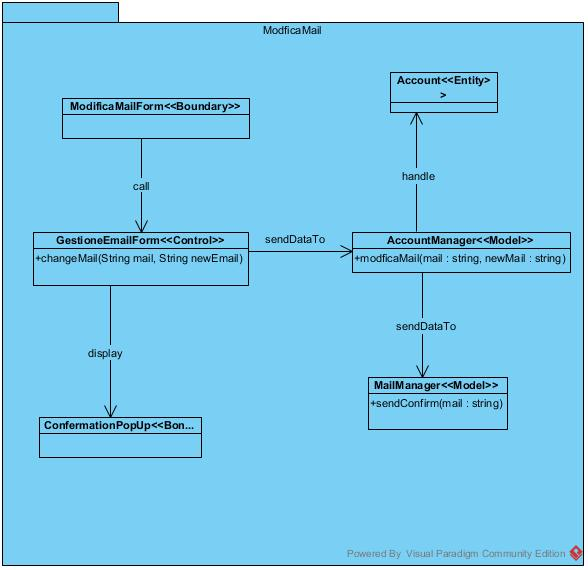 ModficaMail
ModificaMailForm<<Boundary>>
Account<<Entity>
>
call
handle
GestioneEmailForm<<Control>>
+changeMail(String mail, String newEmail)
sendDataTo
AccountManager<<Model>>
+modficaMail(mail : string, newMail : string)
display
sendDataTo
MailManager<<Model>>
+sendConfirm(mail : string)
ConfermationPopUp<<Bon...
Powered By Visual Paradigm Community Edition